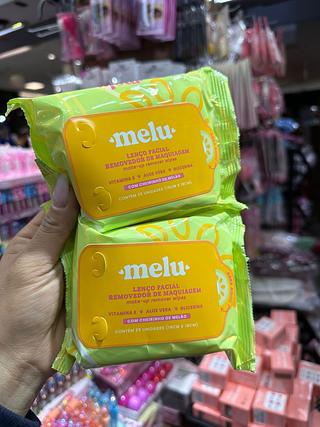 melu
LENÇO FACIAL
REMOVEDOR DE MAQUIAGEM
make-up remover wipes
VITAMINA E ALOE VERA GLICERINA
COM CHEIRINHO DE MELÃO
CONTÉM 25 UNIDADES (19CM X 18CM)
melu
LENÇO FACIAL
REMOVEDOR DE MAQUIAGEM
make-up remover wipes
VITAMINA E ALOE VERA GLICERINA
COM CHEIRINHO DE MELÃO
CONTÉM 25 UNIDADES (19CM X 18CM)